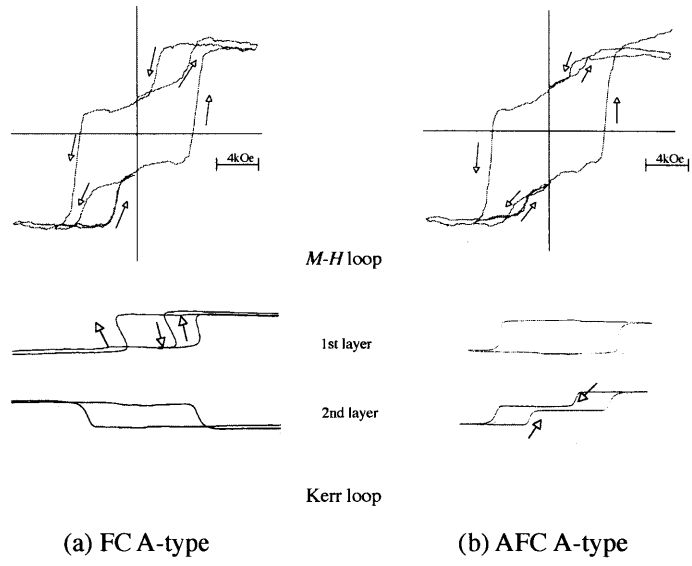 4kOe
4kOe
M-H loop
1st layer
2nd layer
Kerr loop
(a) FC A-type
(b) AFC A-type